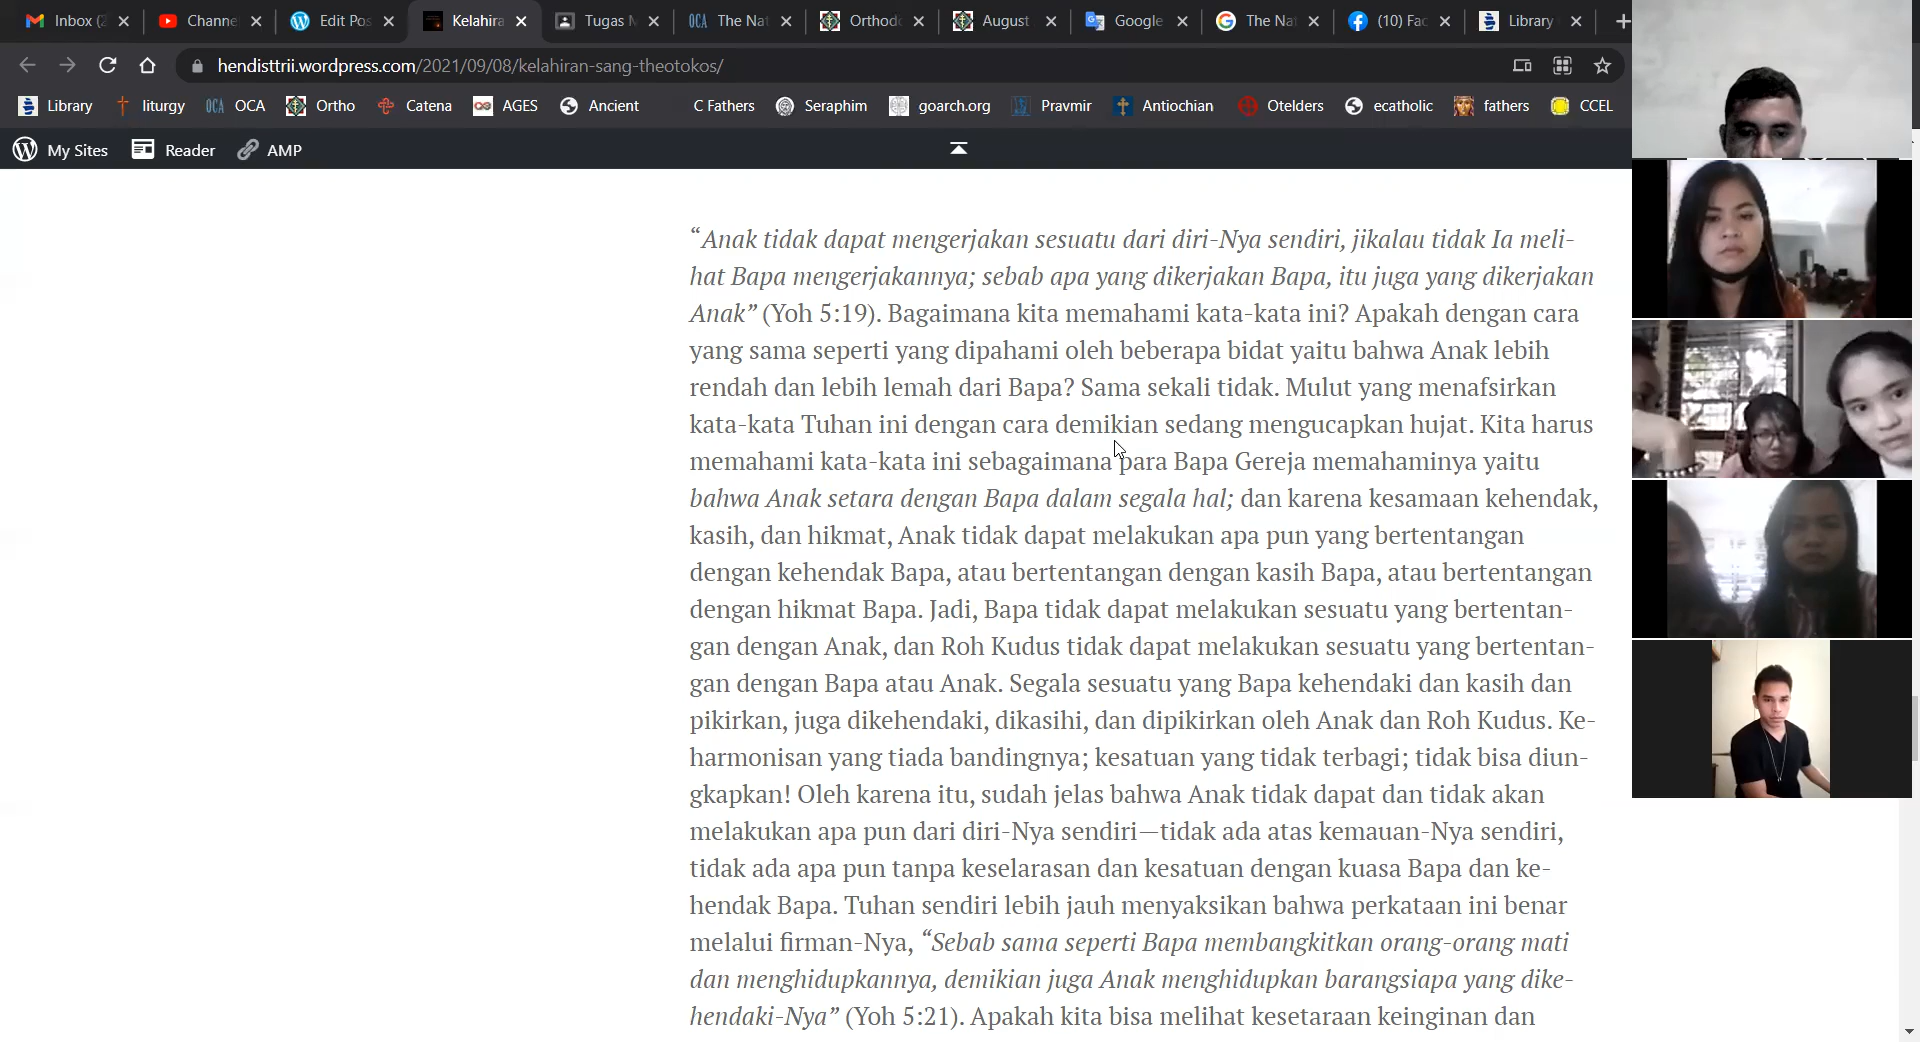 Inbox (2
Channe
Edit Pos
Kelahira
Tugas M
OCA The Nat
Orthodo
August
Google
The Nat
(10) Fac
Library
hendisttrii.wordpress.com/2021/09/08/kelahiran-sang-theotokos/
Library liturgy OCA OCA Ortho Catena AGES Ancient C Fathers Seraphim goarch.org Pravmir Antiochian Otelders ecatholic fathers CCEL
My Sites Reader AMP
“Anak tidak dapat mengerjakan sesuatu dari diri-Nya sendiri, jikalau tidak Ia meli-
hat Bapa mengerjakannya; sebab apa yang dikerjakan Bapa, itu juga yang dikerjakan
Anak” (Yoh 5:19). Bagaimana kita memahami kata-kata ini? Apakah dengan cara
yang sama seperti yang dipahami oleh beberapa bidat yaitu bahwa Anak lebih
rendah dan lebih lemah dari Bapa? Sama sekali tidak. Mulut yang menafsirkan
kata-kata Tuhan ini dengan cara demikian sedang mengucapkan hujat. Kita harus
memahami kata-kata ini sebagaimana para Bapa Gereja memahaminya yaitu
bahwa Anak setara dengan Bapa dalam segala hal; dan karena kesamaan kehendak,
kasih, dan hikmat, Anak tidak dapat melakukan apa pun yang bertentangan
dengan kehendak Bapa, atau bertentangan dengan kasih Bapa, atau bertentangan
dengan hikmat Bapa. Jadi, Bapa tidak dapat melakukan sesuatu yang bertentan-
gan dengan Anak, dan Roh Kudus tidak dapat melakukan sesuatu yang bertentan-
gan dengan Bapa atau Anak. Segala sesuatu yang Bapa kehendaki dan kasih dan
pikirkan, juga dikehendaki, dikasihi, dan dipikirkan oleh Anak dan Roh Kudus. Ke-
harmonisan yang tiada bandingnya; kesatuan yang tidak terbagi; tidak bisa diun-
gkapkan! Oleh karena itu, sudah jelas bahwa Anak tidak dapat dan tidak akan
melakukan apa pun dari diri-Nya sendiri—tidak ada atas kemauan-Nya sendiri,
tidak ada apa pun tanpa keselarasan dan kesatuan dengan kuasa Bapa dan ke-
hendak Bapa. Tuhan sendiri lebih jauh menyaksikan bahwa perkataan ini benar
melalui firman-Nya, “Sebab sama seperti Bapa membangkitkan orang-orang mati
dan menghidupkannya, demikian juga Anak menghidupkan barangsiapa yang dike-
hendaki-Nya” (Yoh 5:21). Apakah kita bisa melihat kesetaraan keinginan dan